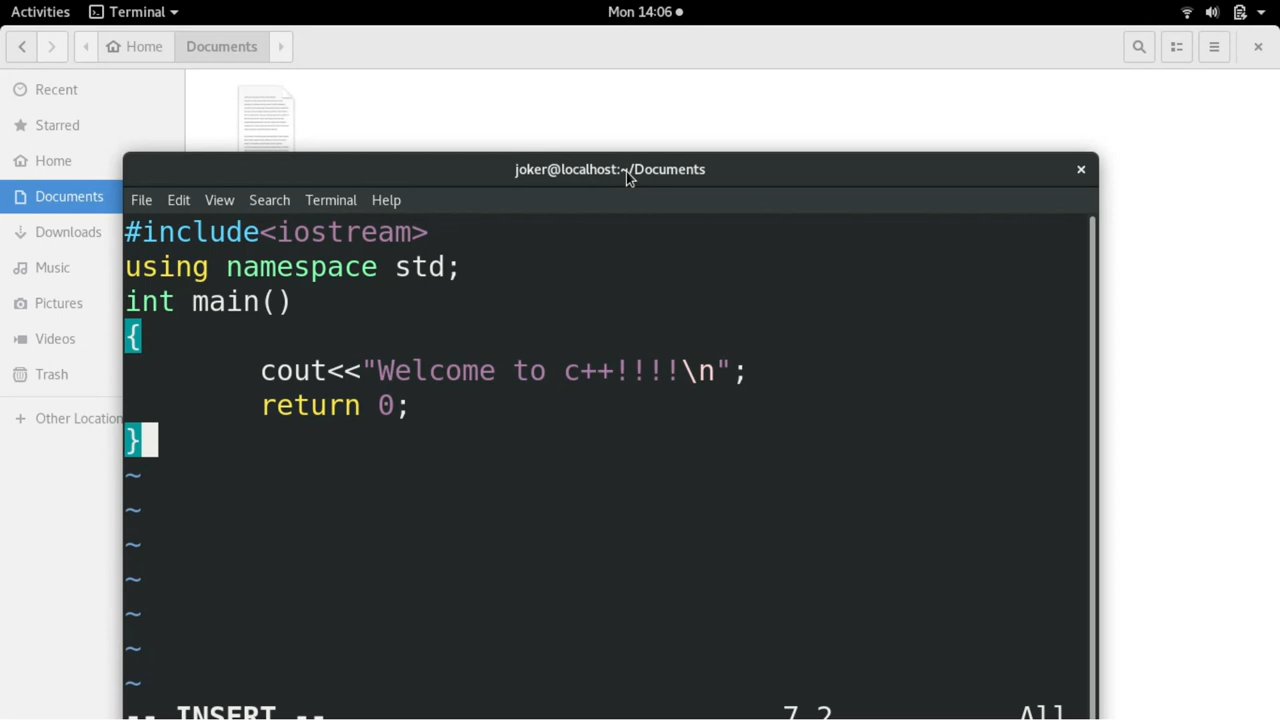 Activities Terminal Mon 14:06
Home Documents
Recent
Starred
Home
Documents
Downloads
Music
Pictures
Videos
Trash
Other Location
joker@localhost:~/Documents
File Edit View Search Terminal Help
#include<iostream>
using namespace std;
int main()
{
cout<<"Welcome to c++!!!!\n";
return 0;
}
~
~
~
~
~
~
~
-- INSERT -- 7,2 All